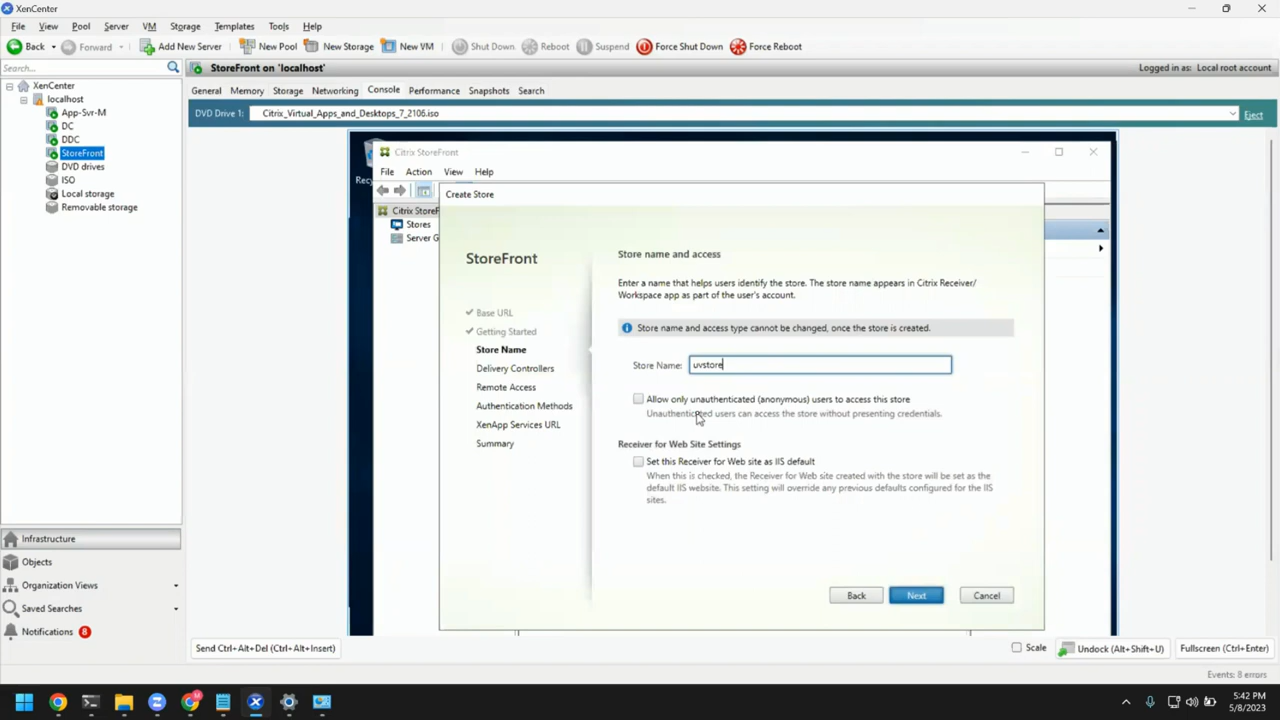 XenCenter
File View Pool Server VM Storage Templates Tools Help
Back Forward Add New Server New Pool New Storage New VM Shut Down Reboot Suspend Force Shut Down Force Reboot
Search...
StoreFront on 'localhost'
Logged in as: Local root account
XenCenter
localhost
App-Svr-M
DC
DDC
StoreFront
DVD drives
ISO
Local storage
Removable storage
General Memory Storage Networking Console Performance Snapshots Search
DVD Drive 1: Citrix_Virtual_Apps_and_Desktops_7_2106.iso Eject
Citrix StoreFront
File Action View Help
Citrix StoreF
Stores
Server G
Create Store
StoreFront
Base URL
Getting Started
Store Name
Delivery Controllers
Remote Access
Authentication Methods
XenApp Services URL
Summary
Store name and access
Enter a name that helps users identify the store. The store name appears in Citrix Receiver/
Workspace app as part of the user's account.
Store name and access type cannot be changed, once the store is created.
Store Name: uvstore
Allow only unauthenticated (anonymous) users to access this store
Unauthenticated users can access the store without presenting credentials.
Receiver for Web Site Settings
Set this Receiver for Web site as IIS default
When this is checked, the Receiver for Web site created with the store will be set as the
default IIS website. This setting will override any previous defaults configured for the IIS
sites.
Back Next Cancel
Infrastructure
Objects
Organization Views
Saved Searches
Notifications 8
Send Ctrl+Alt+Del (Ctrl+Alt+Insert)
Scale Undock (Alt+Shift+U) Fullscreen (Ctrl+Enter)
Events: 8 errors
5:42 PM
5/8/2023